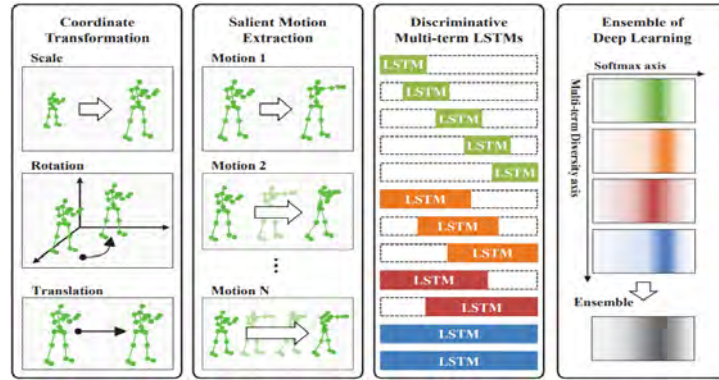 Coordinate
Transformation
Scale
Rotation
Translation
Salient Motion
Extraction
Motion 1
Motion 2
Motion N
Discriminative
Multi-term LSTMs
LSTM
LSTM
LSTM
LSTM
LSTM
LSTM
LSTM
LSTM
LSTM
LSTM
LSTM
LSTM
Ensemble of
Deep Learning
Softmax axis
Multi-term Diversity axis
Ensemble